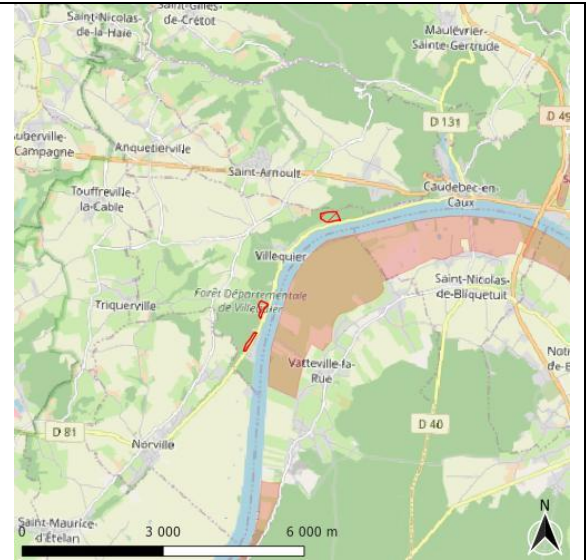 Saint-Nicolas-
de-la-Haie
Saint-Gilles-
de-Crétot
Maulévrier-
Sainte-Gertrude
D 131
D 49
Auberville-
Campagne
Anquetierville
Saint-Arnoult
Touffreville-
la-Cable
Caudebec-en-
Caux
Villequier
Saint-Nicolas-
de-Bliquetuit
Forêt Départementale
de Villequier
Triquerville
Vatteville-la-
Rue
D 81
D 40
Norville
Saint-Maurice-
d'Ételan
0 3 000 6 000 m
N